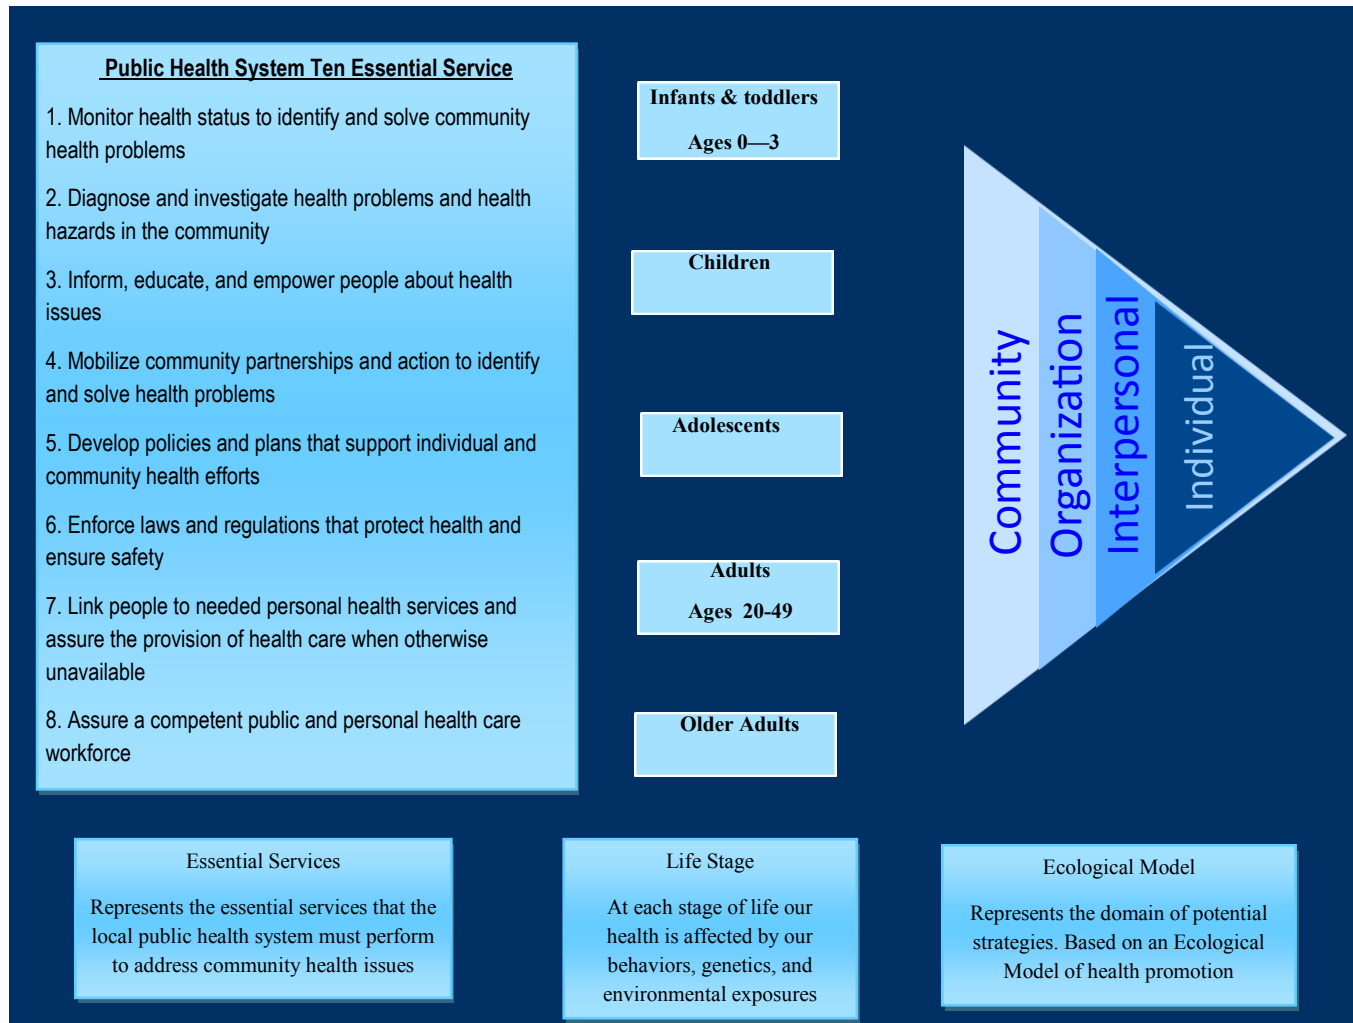 Public Health System Ten Essential Service
1. Monitor health status to identify and solve community
health problems
2. Diagnose and investigate health problems and health
hazards in the community
3. Inform, educate, and empower people about health
issues
4. Mobilize community partnerships and action to identify
and solve health problems
5. Develop policies and plans that support individual and
community health efforts
6. Enforce laws and regulations that protect health and
ensure safety
7. Link people to needed personal health services and
assure the provision of health care when otherwise
unavailable
8. Assure a competent public and personal health care
workforce
Infants & toddlers
Ages 0—3
Children
Adolescents
Adults
Ages 20-49
Older Adults
Community
Organization
Interpersonal
Individual
Essential Services
Represents the essential services that the
local public health system must perform
to address community health issues
Life Stage
At each stage of life our
health is affected by our
behaviors, genetics, and
environmental exposures
Ecological Model
Represents the domain of potential
strategies. Based on an Ecological
Model of health promotion